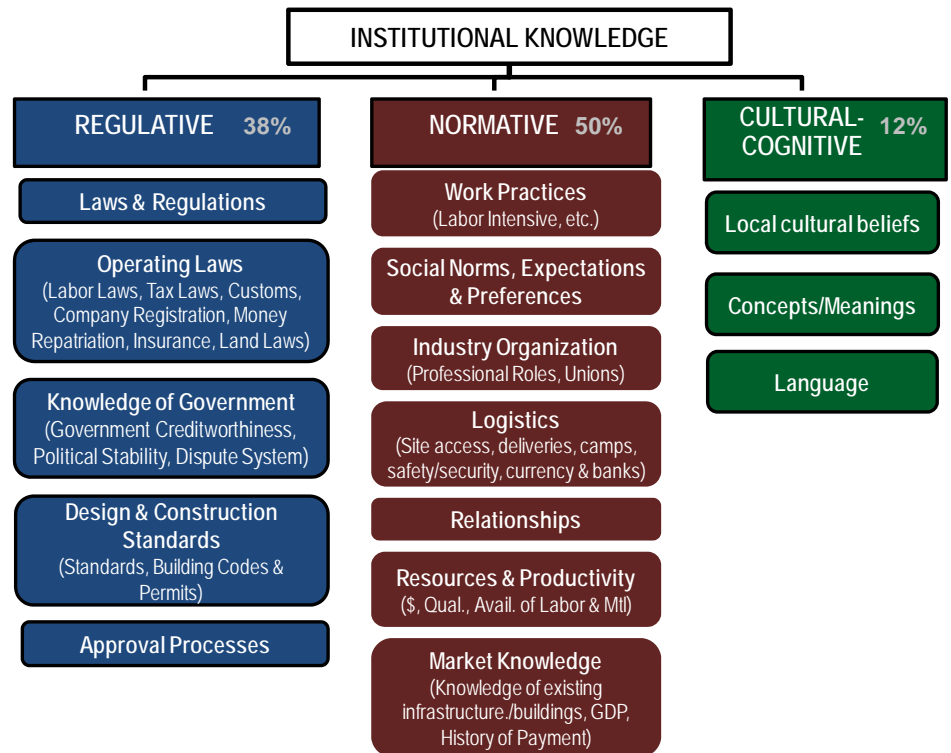 INSTITUTIONAL KNOWLEDGE
REGULATIVE 38%
Laws & Regulations
Operating Laws
(Labor Laws, Tax Laws, Customs,
Company Registration, Money
Repatriation, Insurance, Land Laws)
Knowledge of Government
(Government Creditworthiness,
Political Stability, Dispute System)
Design & Construction
Standards
(Standards, Building Codes &
Permits)
Approval Processes
NORMATIVE 50%
Work Practices
(Labor Intensive, etc.)
Social Norms, Expectations
& Preferences
Industry Organization
(Professional Roles, Unions)
Logistics
(Site access, deliveries, camps,
safety/security, currency & banks)
Relationships
Resources & Productivity
($, Qual., Avail. of Labor & Mtl)
Market Knowledge
(Knowledge of existing
infrastructure./buildings, GDP,
History of Payment)
CULTURAL-
COGNITIVE 12%
Local cultural beliefs
Concepts/Meanings
Language